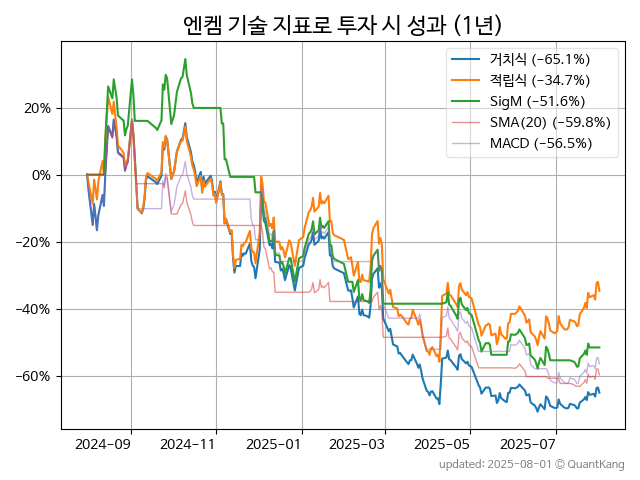 엔켐 기술 지표로 투자 시 성과 (1년)
거치식 (−65.1%)
적립식 (−34.7%)
SigM (−51.6%)
SMA(20) (−59.8%)
MACD (−56.5%)
20%
0%
−20%
−40%
−60%
2024−09 2024−11 2025−01 2025−03 2025−05 2025−07
updated: 2025-08-01 © QuantKang